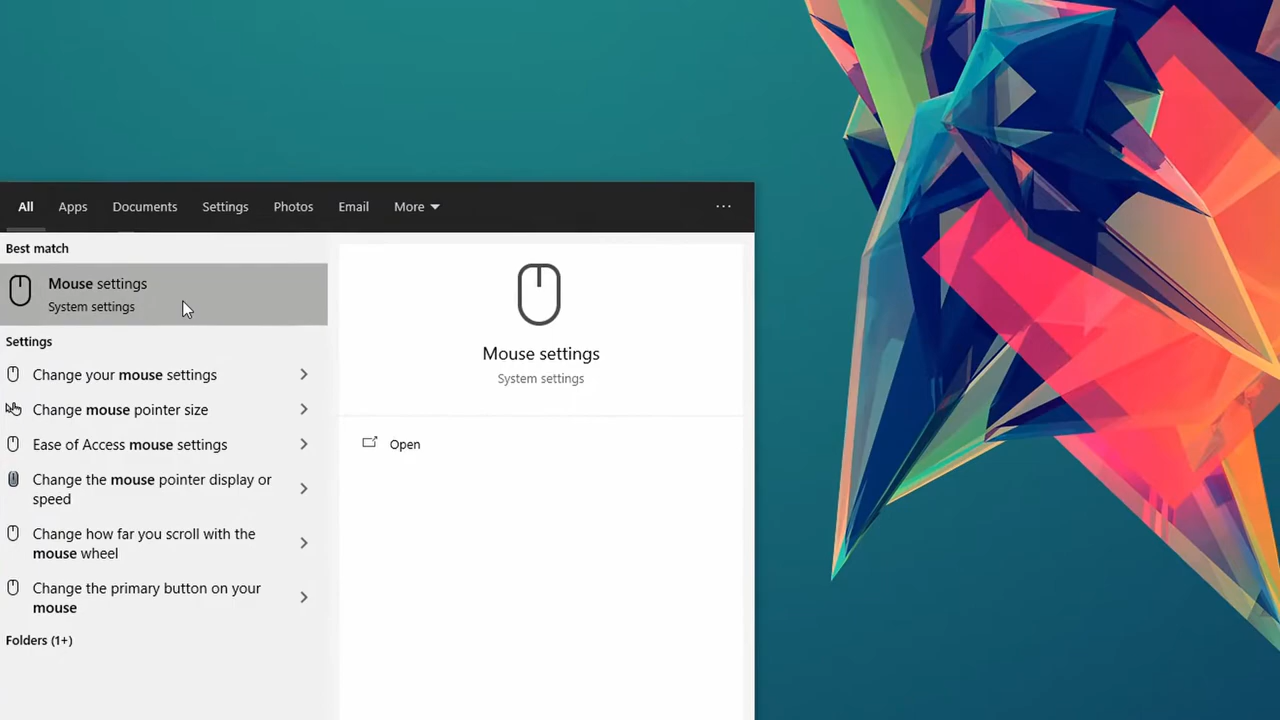 All Apps Documents Settings Photos Email More ...
Best match
Mouse settings
System settings
Settings
Change your mouse settings
Change mouse pointer size
Ease of Access mouse settings
Change the mouse pointer display or
speed
Change how far you scroll with the
mouse wheel
Change the primary button on your
mouse
Folders (1+)
Mouse settings
System settings
Open